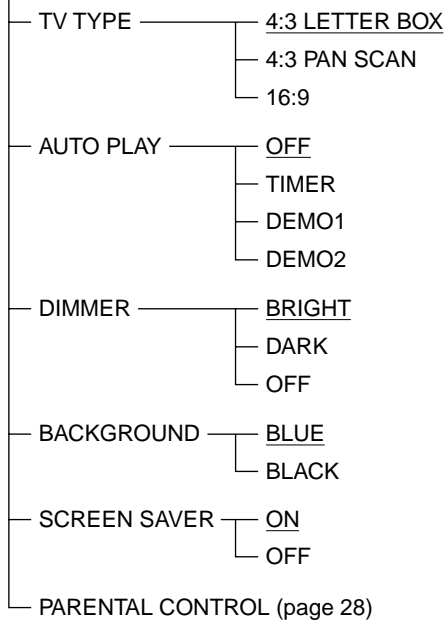 TV TYPE 4:3 LETTER BOX
4:3 PAN SCAN
16:9
AUTO PLAY OFF
TIMER
DEMO1
DEMO2
DIMMER BRIGHT
DARK
OFF
BACKGROUND BLUE
BLACK
SCREEN SAVER ON
OFF
PARENTAL CONTROL (page 28)